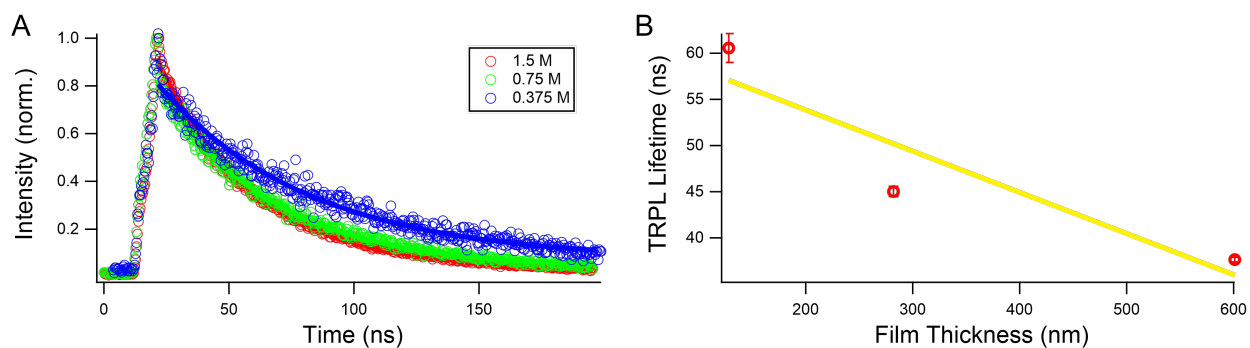 A
Intensity (norm.)
1.0
0.8
0.6
0.4
0.2
1.5 M
0.75 M
0.375 M
0
50
100
150
Time (ns)
B
TRPL Lifetime (ns)
60
55
50
45
40
200
300
400
500
600
Film Thickness (nm)